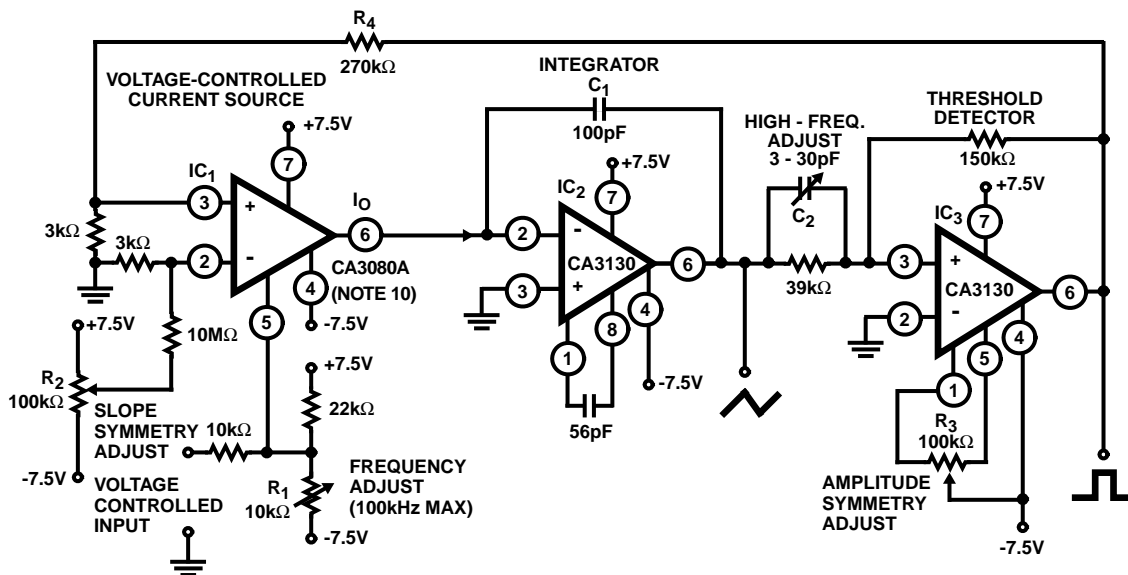 R4
270kΩ
VOLTAGE-CONTROLLED
CURRENT SOURCE
+7.5V
7
IC1
3
+
3kΩ
3kΩ
2
-
IO
6
CA3080A
(NOTE 10)
4
-7.5V
5
+7.5V
10MΩ
R2
100kΩ
SLOPE
SYMMETRY
ADJUST
-7.5V
10kΩ
+7.5V
22kΩ
VOLTAGE
CONTROLLED
INPUT
R1
10kΩ
FREQUENCY
ADJUST
(100kHz MAX)
-7.5V
INTEGRATOR
C1
100pF
+7.5V
IC2
7
2
-
CA3130
6
3
+
4
8
1
-7.5V
56pF
HIGH - FREQ.
ADJUST
3 - 30pF
C2
39kΩ
THRESHOLD
DETECTOR
150kΩ
+7.5V
IC3
7
3
+
CA3130
6
2
-
4
5
1
R3
100kΩ
AMPLITUDE
SYMMETRY
ADJUST
-7.5V